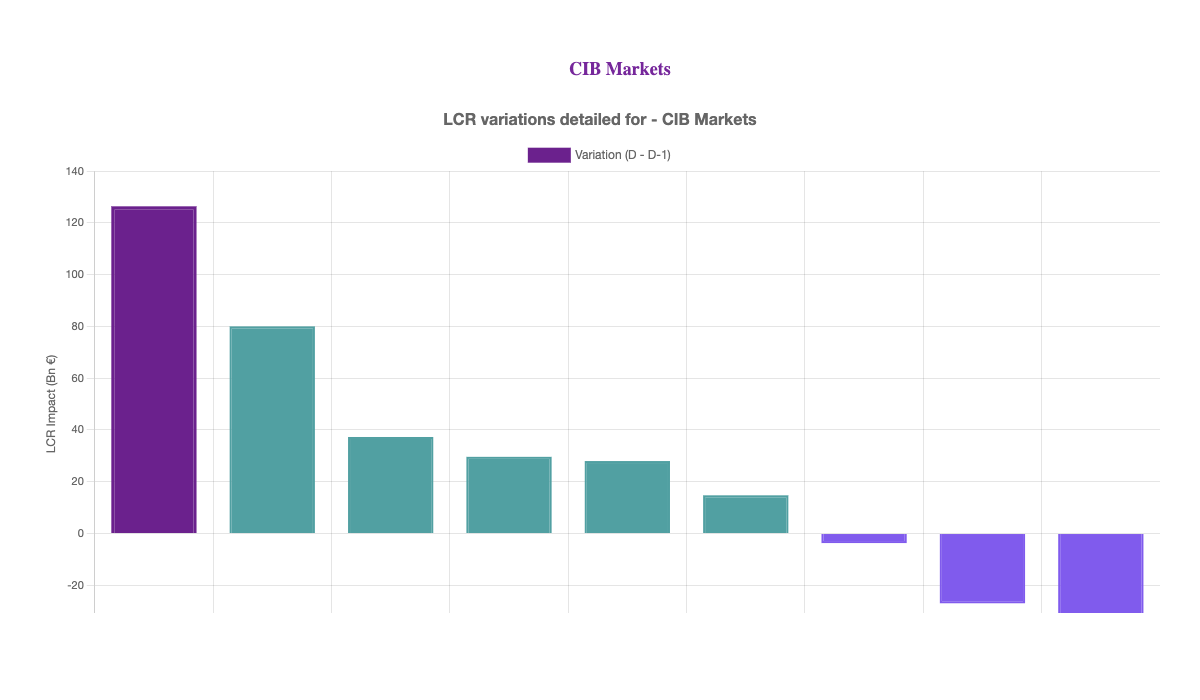 CIB Markets
LCR variations detailed for - CIB Markets
Variation (D - D-1)
LCR Impact (Bn €)
140
120
100
80
60
40
20
0
-20